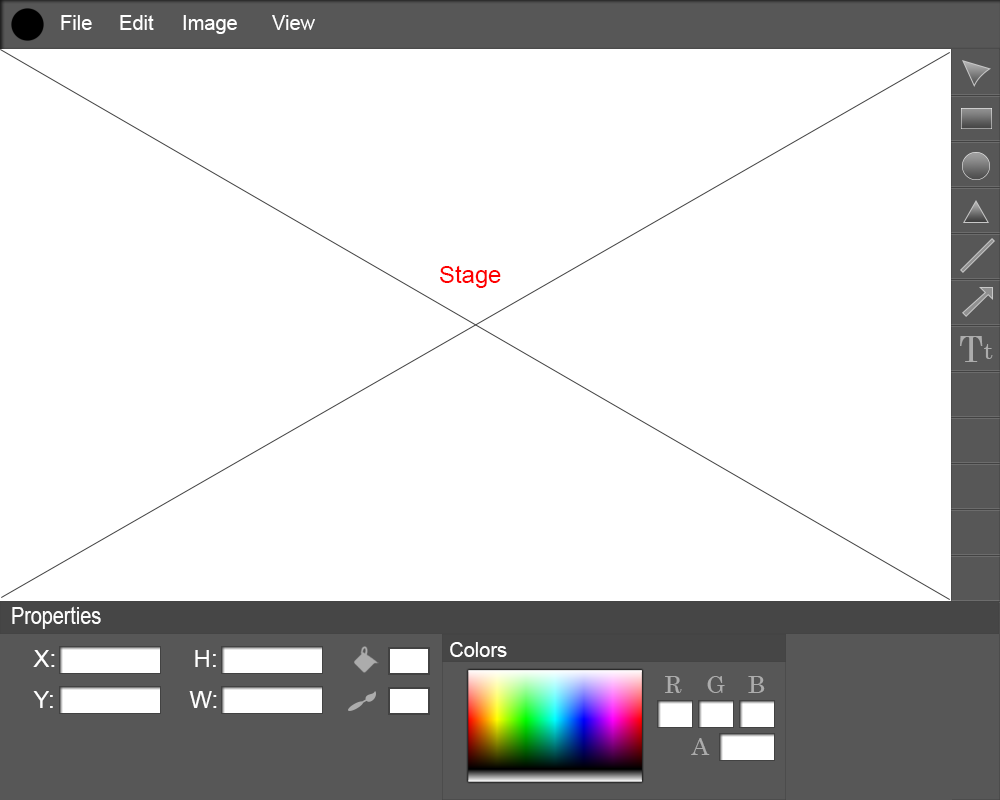 File Edit Image View
Stage
Tt
Properties
X: H:
Y: W:
Colors
R G B
A